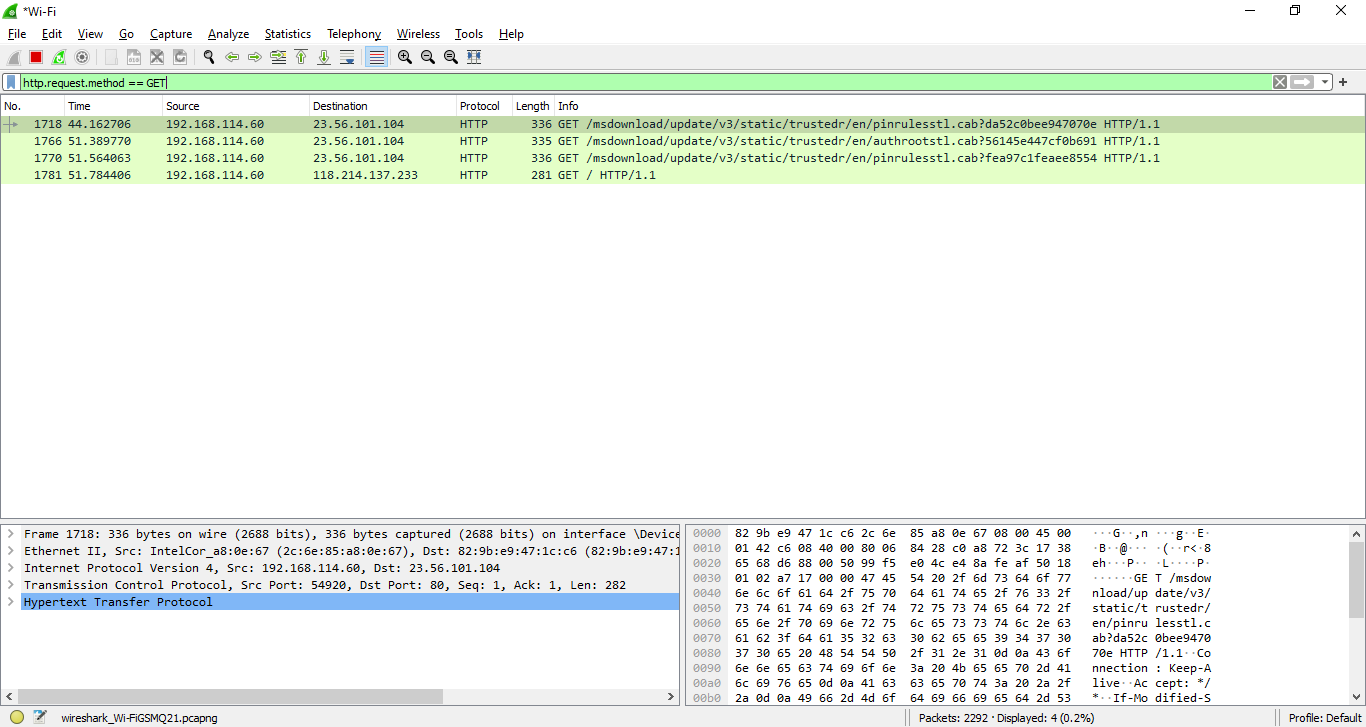 *Wi-Fi
File Edit View Go Capture Analyze Statistics Telephony Wireless Tools Help
http.request.method == GET
No. Time Source Destination Protocol Length Info
1718 44.162706 192.168.114.60 23.56.101.104 HTTP 336 GET /msdownload/update/v3/static/trustedr/en/pinrulesstl.cab?da52c0bee947070e HTTP/1.1
1766 51.389770 192.168.114.60 23.56.101.104 HTTP 335 GET /msdownload/update/v3/static/trustedr/en/authrootstl.cab?56145e447cf0b691 HTTP/1.1
1770 51.564063 192.168.114.60 23.56.101.104 HTTP 336 GET /msdownload/update/v3/static/trustedr/en/pinrulesstl.cab?fea97c1feaee8554 HTTP/1.1
1781 51.784406 192.168.114.60 118.214.137.233 HTTP 281 GET / HTTP/1.1
Frame 1718: 336 bytes on wire (2688 bits), 336 bytes captured (2688 bits) on interface \Device
Ethernet II, Src: IntelCor_a8:0e:67 (2c:6e:85:a8:0e:67), Dst: 82:9b:e9:47:1c:c6 (82:9b:e9:47:1
Internet Protocol Version 4, Src: 192.168.114.60, Dst: 23.56.101.104
Transmission Control Protocol, Src Port: 54920, Dst Port: 80, Seq: 1, Ack: 1, Len: 282
Hypertext Transfer Protocol
0000 82 9b e9 47 1c c6 2c 6e 85 a8 0e 67 08 00 45 00 ···G··,n ···g··E·
0010 01 42 c6 08 40 00 80 06 84 28 c0 a8 72 3c 17 38 ·B··@··· ·(··r<·8
0020 65 68 d6 88 00 50 99 f5 e0 4c e4 8a fe af 50 18 eh···P·· ·L····P·
0030 01 02 a7 17 00 00 47 45 54 20 2f 6d 73 64 6f 77 ······GE T /msdow
0040 6e 6c 6f 61 64 2f 75 70 64 61 74 65 2f 76 33 2f nload/up date/v3/
0050 73 74 61 74 69 63 2f 74 72 75 73 74 65 64 72 2f static/t rustedr/
0060 65 6e 2f 70 69 6e 72 75 6c 65 73 73 74 6c 2e 63 en/pinru lesstl.c
0070 61 62 3f 64 61 35 32 63 30 62 65 65 39 34 37 30 ab?da52c 0bee9470
0080 37 30 65 20 48 54 54 50 2f 31 2e 31 0d 0a 43 6f 70e HTTP /1.1··Co
0090 6e 6e 65 63 74 69 6f 6e 3a 20 4b 65 65 70 2d 41 nnection : Keep-A
00a0 6c 69 76 65 0d 0a 41 63 63 65 70 74 3a 20 2a 2f live··Ac cept: */
00b0 2a 0d 0a 49 66 2d 4d 6f 64 69 66 69 65 64 2d 53 *··If-Mo dified-S
wireshark_Wi-FiGSMQ21.pcapng
Packets: 2292 · Displayed: 4 (0.2%)
Profile: Default